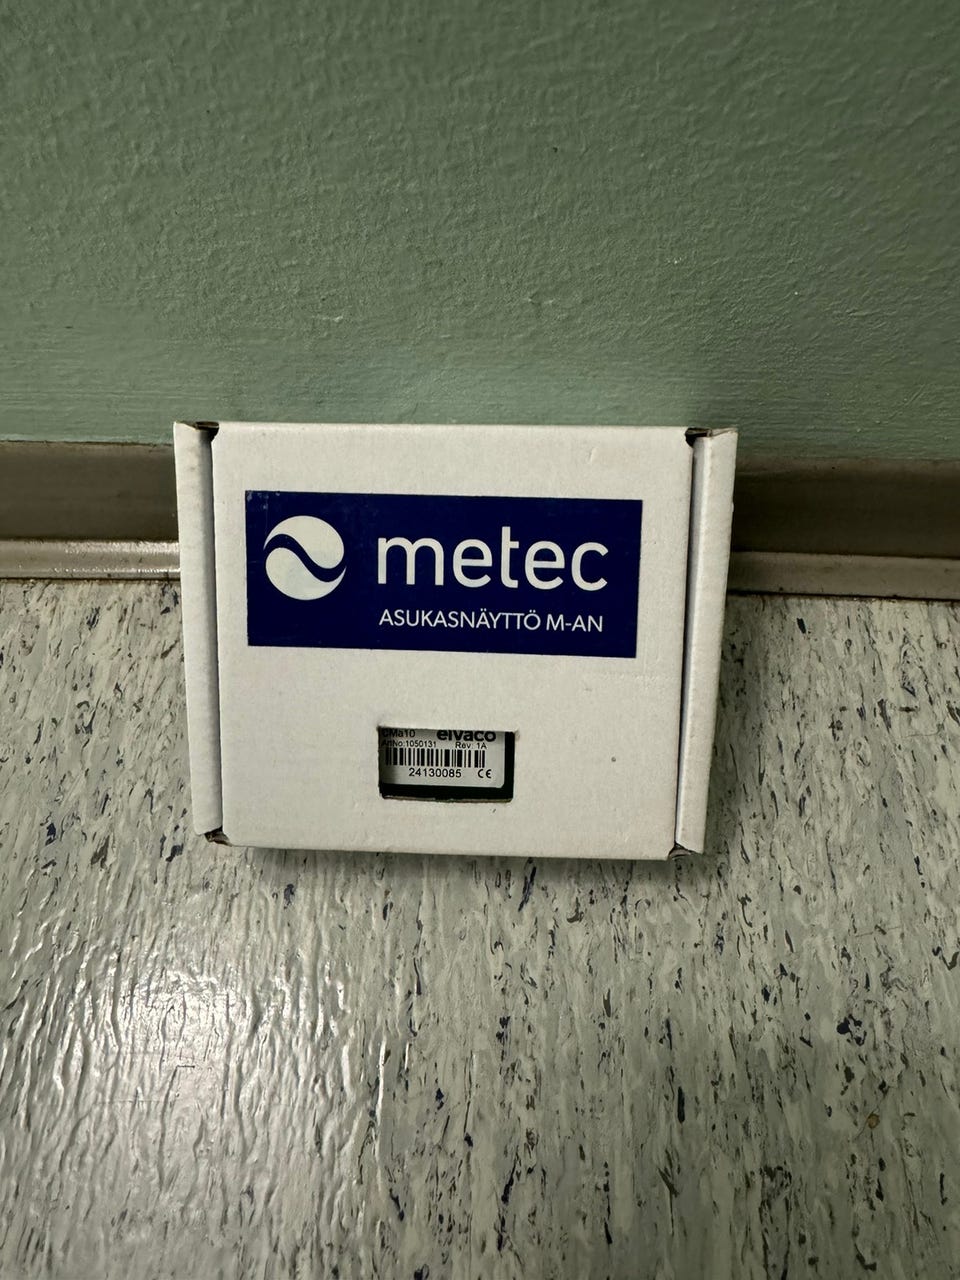 metec
ASUKASNÄYTTÖ M-AN
CMa10 elvaco
ArtNo:1050131 Rev: 1A
24130085 CE